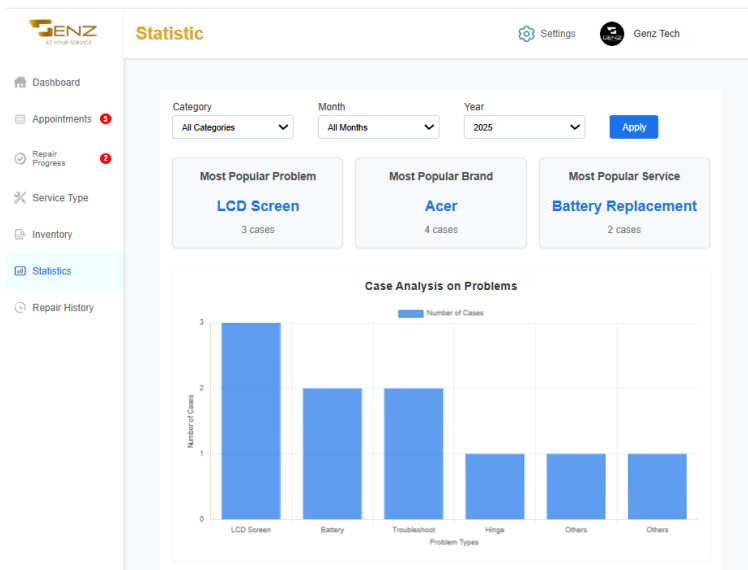 GENZ
AT YOUR SERVICE
Statistic
Settings
GENZ
Genz Tech
Dashboard
Appointments 5
Repair
Progress
2
Service Type
Inventory
Statistics
Repair History
Category
Month
Year
All Categories
All Months
2025
Apply
Most Popular Problem
LCD Screen
3 cases
Most Popular Brand
Acer
4 cases
Most Popular Service
Battery Replacement
2 cases
Case Analysis on Problems
Number of Cases
Number of Cases
3
2
1
0
LCD Screen
Battery
Troubleshoot
Hinge
Others
Others
Problem Types